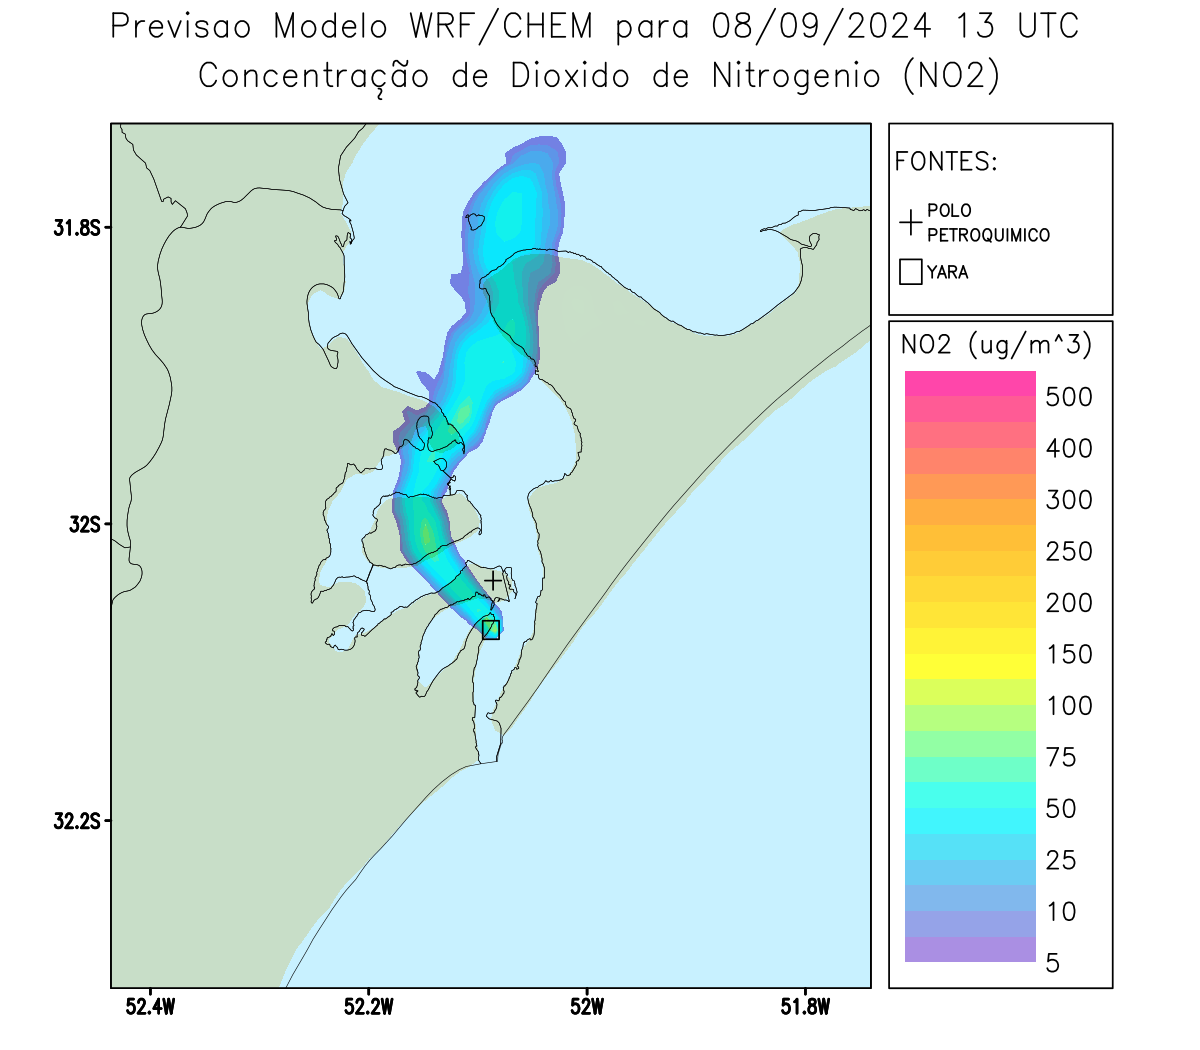 Previsao Modelo WRF/CHEM para 08/09/2024 13 UTC
Concentração de Dioxido de Nitrogenio (NO2)
FONTES:
POLO
PETROQUIMICO
YARA
NO2 (ug/m^3)
500
400
300
250
200
150
100
75
50
25
10
5
31.8S
32S
32.2S
52.4W
52.2W
52W
51.8W